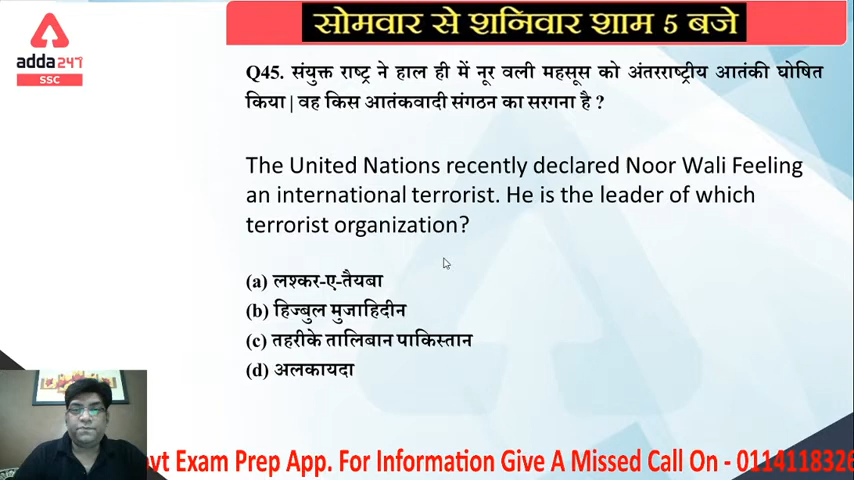 सोमवार से शनिवार शाम 5 बजे
adda247
SSC
Q45. संयुक्त राष्ट्र ने हाल ही में नूर वली महसूस को अंतरराष्ट्रीय आतंकी घोषित
किया | वह किस आतंकवादी संगठन का सरगना है ?
The United Nations recently declared Noor Wali Feeling
an international terrorist. He is the leader of which
terrorist organization?
(a) लश्कर-ए-तैयबा
(b) हिज्बुल मुजाहिदीन
(c) तहरीके तालिबान पाकिस्तान
(d) अलकायदा
Exam Prep App. For Information Give A Missed Call On - 0114118326